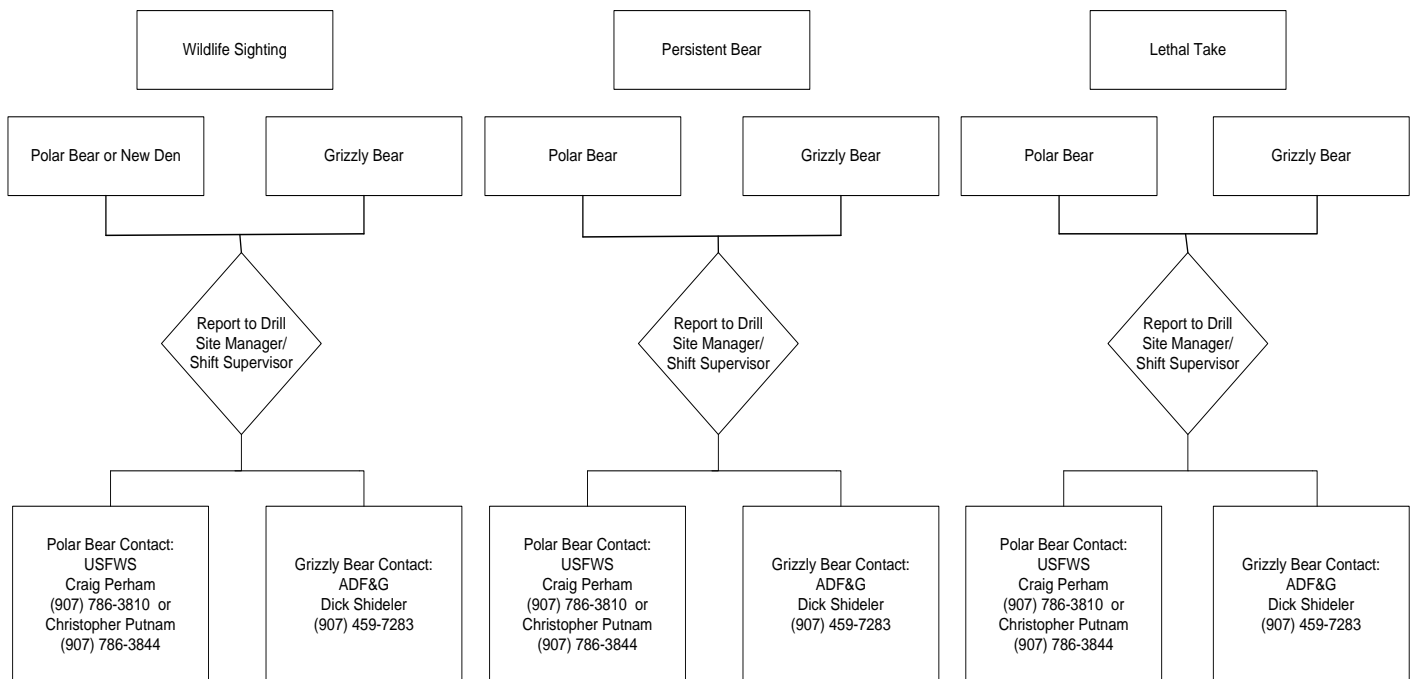 Wildlife Sighting
Persistent Bear
Lethal Take
Polar Bear or New Den
Grizzly Bear
Polar Bear
Grizzly Bear
Polar Bear
Grizzly Bear
Report to Drill
Site Manager/
Shift Supervisor
Report to Drill
Site Manager/
Shift Supervisor
Report to Drill
Site Manager/
Shift Supervisor
Polar Bear Contact:
USFWS
Craig Perham
(907) 786-3810 or
Christopher Putnam
(907) 786-3844
Grizzly Bear Contact:
ADF&G
Dick Shideler
(907) 459-7283
Polar Bear Contact:
USFWS
Craig Perham
(907) 786-3810 or
Christopher Putnam
(907) 786-3844
Grizzly Bear Contact:
ADF&G
Dick Shideler
(907) 459-7283
Polar Bear Contact:
USFWS
Craig Perham
(907) 786-3810 or
Christopher Putnam
(907) 786-3844
Grizzly Bear Contact:
ADF&G
Dick Shideler
(907) 459-7283